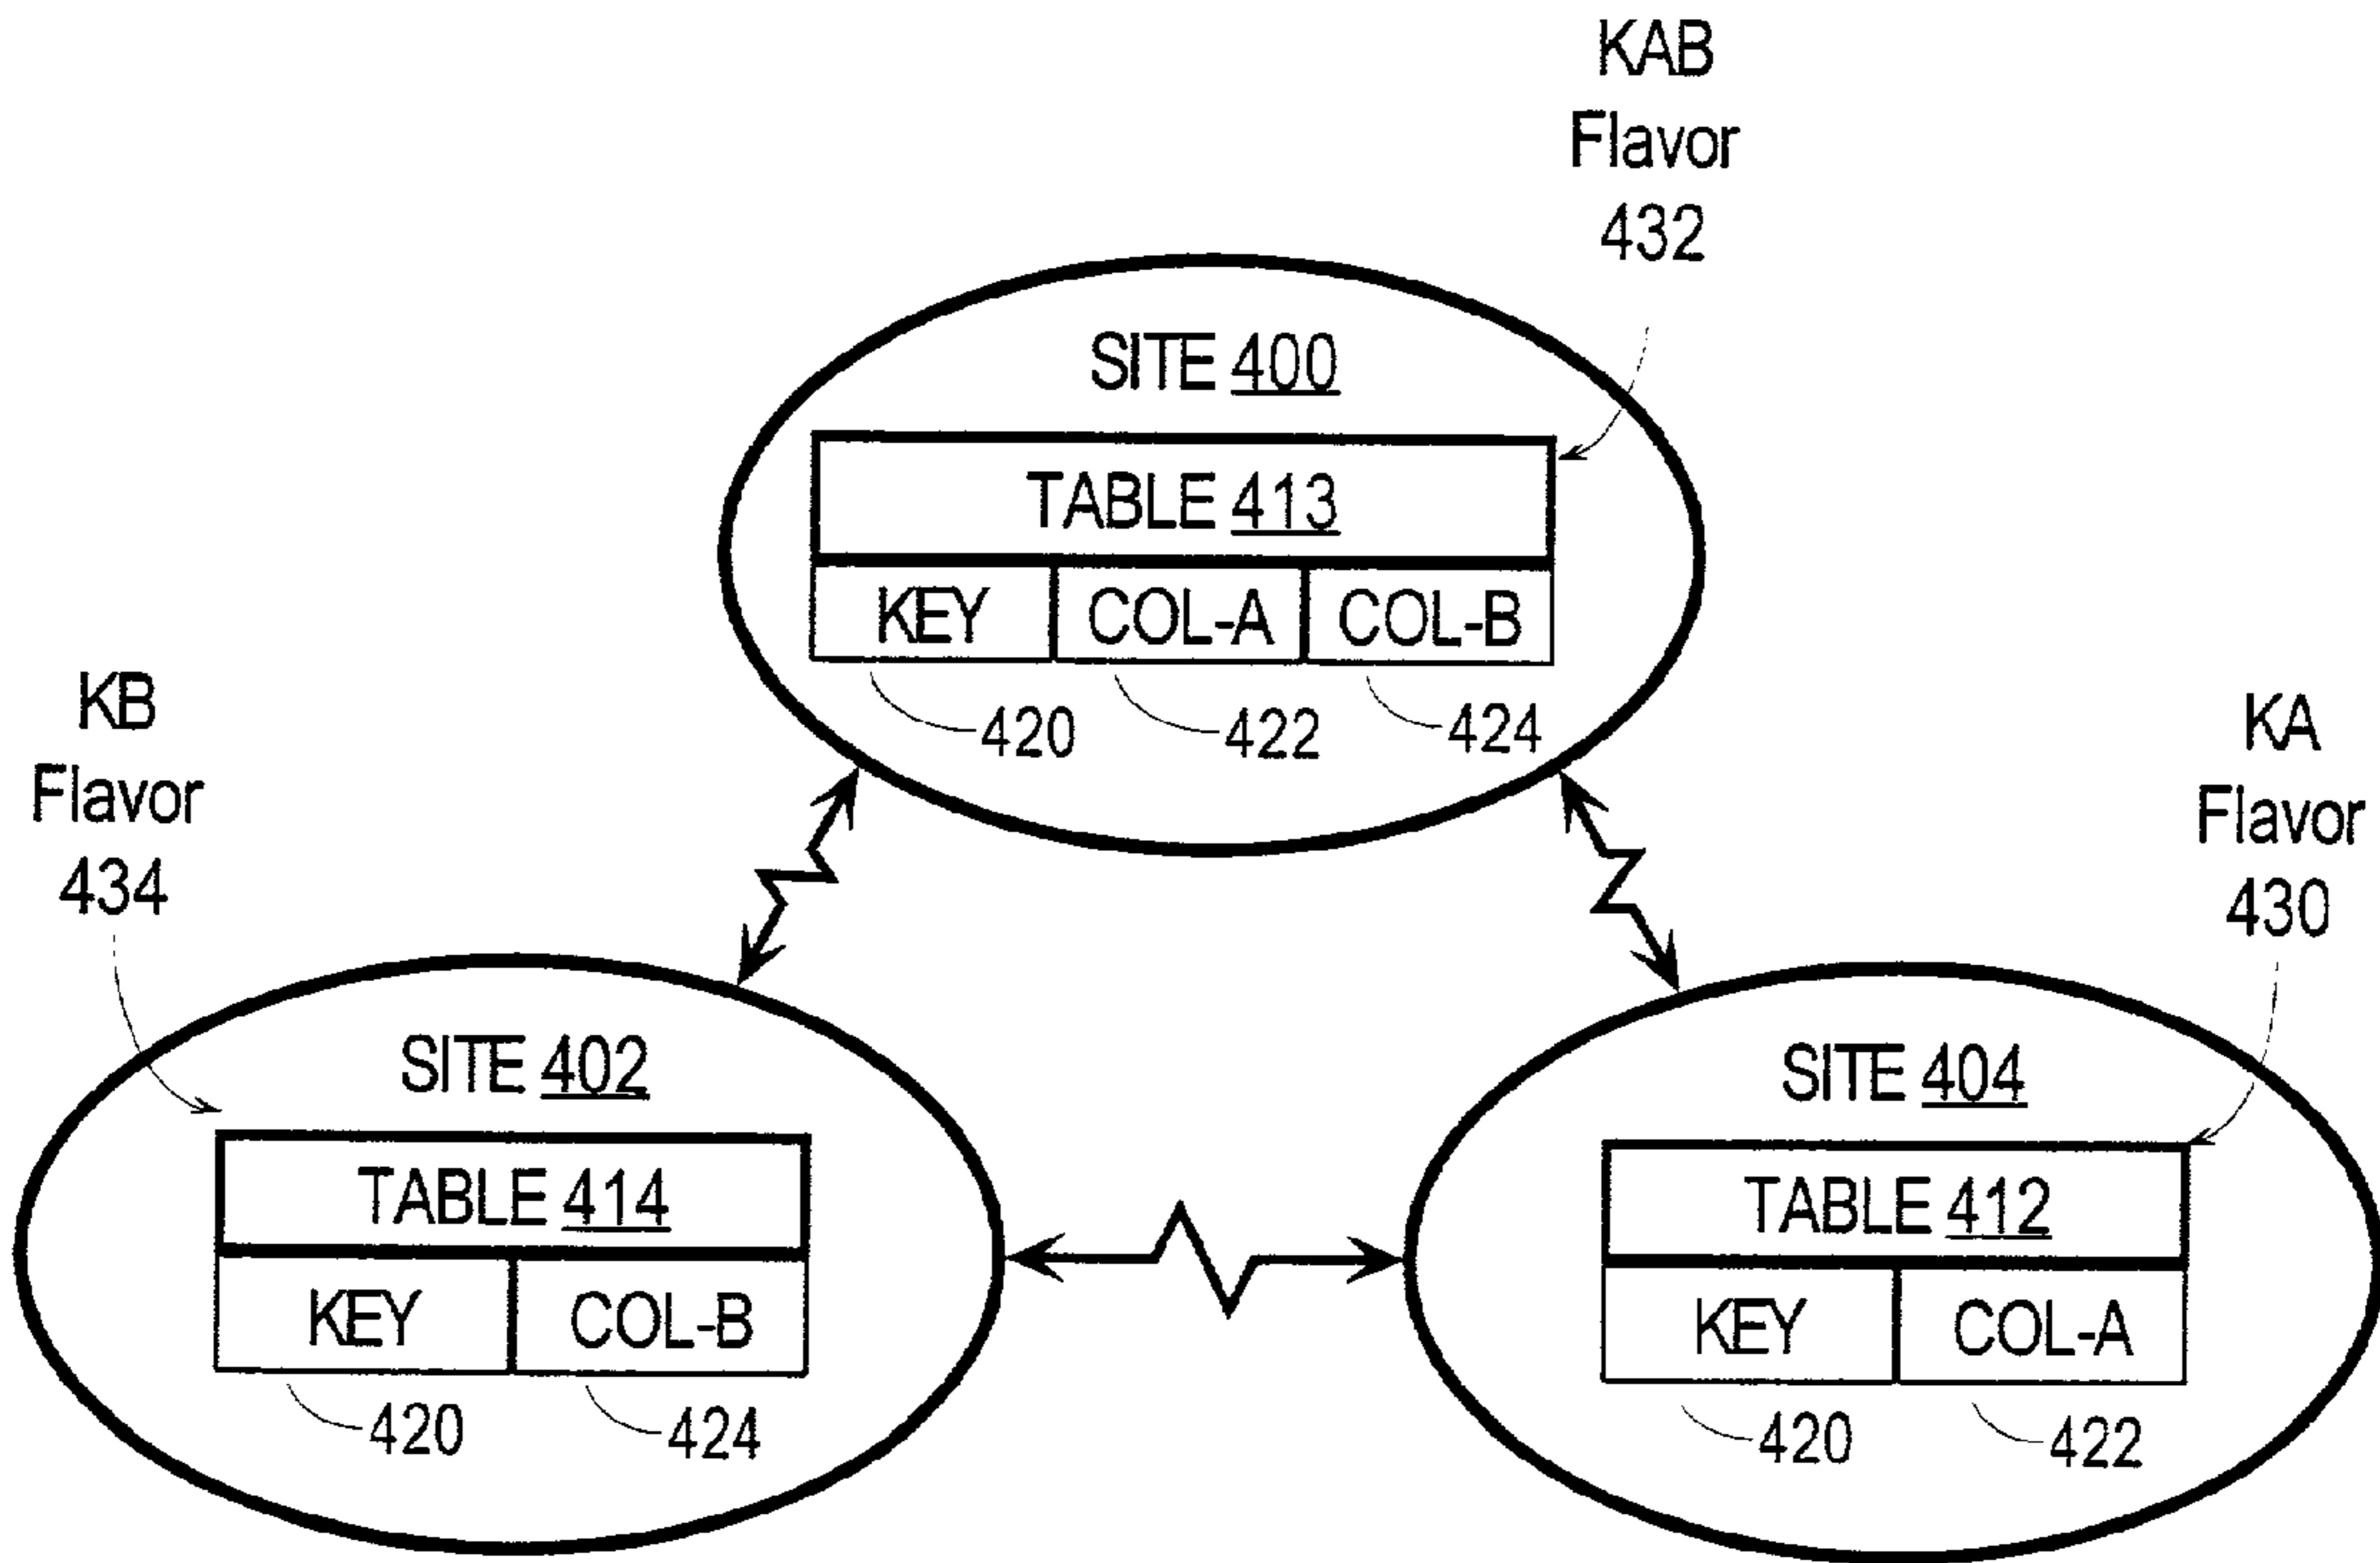 KAB
Flavor
432
SITE 400
TABLE 413
KEY COL-A COL-B
420 422 424
KB
Flavor
434
KA
Flavor
430
SITE 402
TABLE 414
KEY COL-B
420 424
SITE 404
TABLE 412
KEY COL-A
420 422